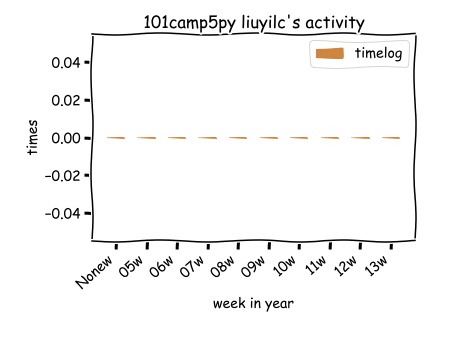 101camp5py liuyilc's activity
timelog
0.04
0.02
0.00
−0.02
−0.04
times
Nonew
05w
06w
07w
08w
09w
10w
11w
12w
13w
week in year